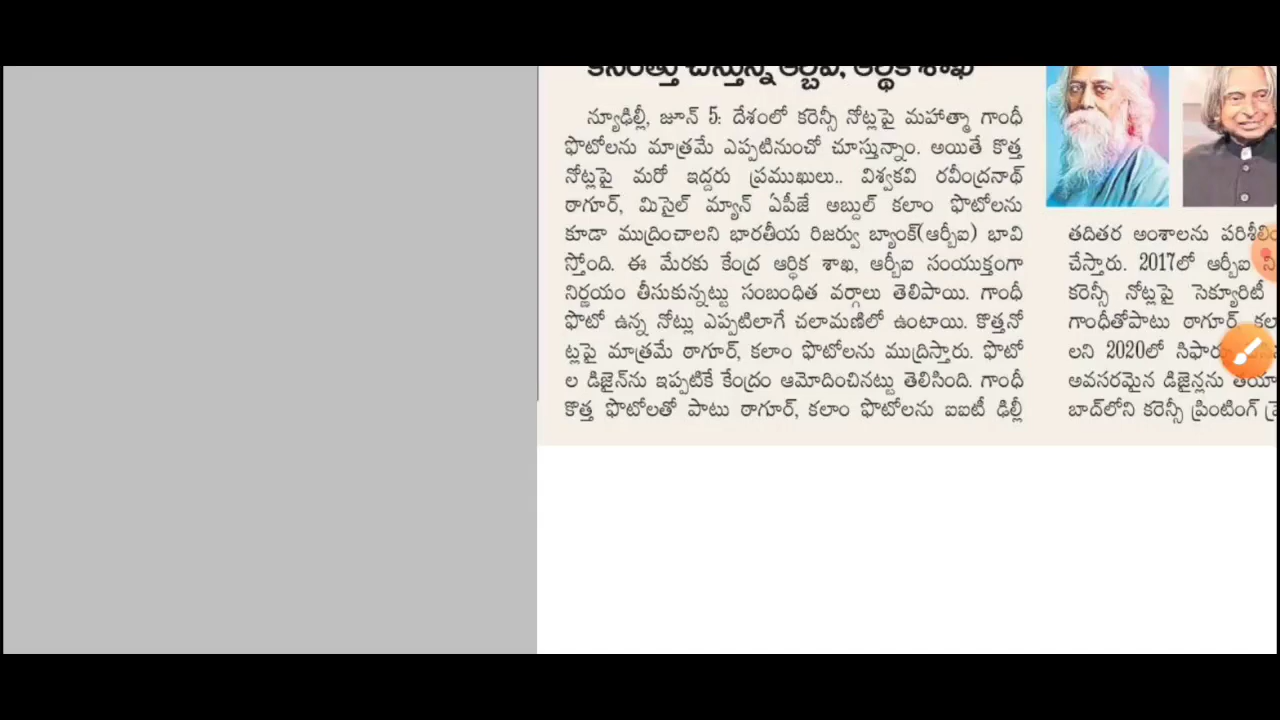 కసరత్తు చేస్తున్న ఆర్బీఐ, ఆర్థిక శాఖ
న్యూఢిల్లీ, జూన్ 5: దేశంలో కరెన్సీ నోట్లపై మహాత్మా గాంధీ
ఫొటోలను మాత్రమే ఎప్పటినుంచో చూస్తున్నాం. అయితే కొత్త
నోట్లపై మరో ఇద్దరు ప్రముఖులు.. విశ్వకవి రవీంద్రనాథ్
ఠాగూర్, మిసైల్ మ్యాన్ ఏపీజే అబ్దుల్ కలాం ఫొటోలను
కూడా ముద్రించాలని భారతీయ రిజర్వు బ్యాంక్(ఆర్బీఐ) భావి
స్తోంది. ఈ మేరకు కేంద్ర ఆర్థిక శాఖ, ఆర్బీఐ సంయుక్తంగా
నిర్ణయం తీసుకున్నట్టు సంబంధిత వర్గాలు తెలిపాయి. గాంధీ
ఫొటో ఉన్న నోట్లు ఎప్పటిలాగే చలామణిలో ఉంటాయి. కొత్తనో
ట్లపై మాత్రమే ఠాగూర్, కలాం ఫొటోలను ముద్రిస్తారు. ఫొటో
ల డిజైన్‌ను ఇప్పటికే కేంద్రం ఆమోదించినట్టు తెలిసింది. గాంధీ
కొత్త ఫొటోలతో పాటు ఠాగూర్, కలాం ఫొటోలను ఐఐటీ ఢిల్లీ
తదితర అంశాలను
చేస్తారు. 2017లో ఆర్బీఐ
కరెన్సీ నోట్లపై సెక్యూరిటీ
గాంధీతోపాటు ఠాగూర్,
లని 2020లో
అవసరమైన డిజైన్లను
బాద్‌లోని కరెన్సీ ప్రింటింగ్